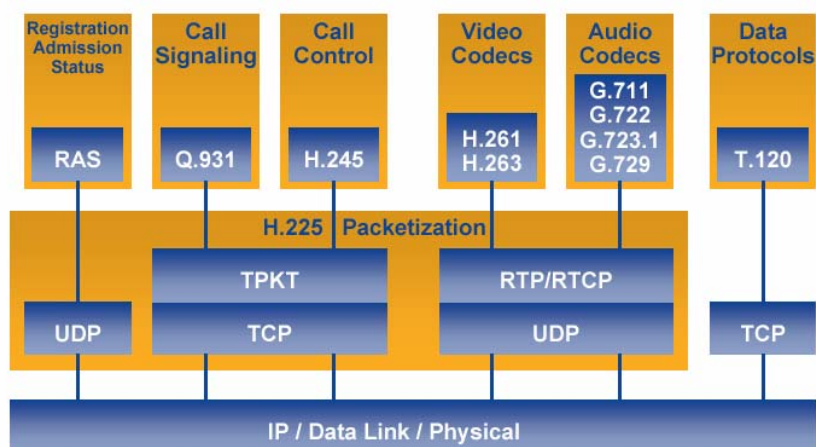 Registration
Admission
Status
RAS
Call
Signaling
Q.931
Call
Control
H.245
Video
Codecs
H.261
H.263
Audio
Codecs
G.711
G.722
G.723.1
G.729
Data
Protocols
T.120
H.225 Packetization
TPKT
RTP/RTCP
UDP
TCP
UDP
TCP
IP / Data Link / Physical